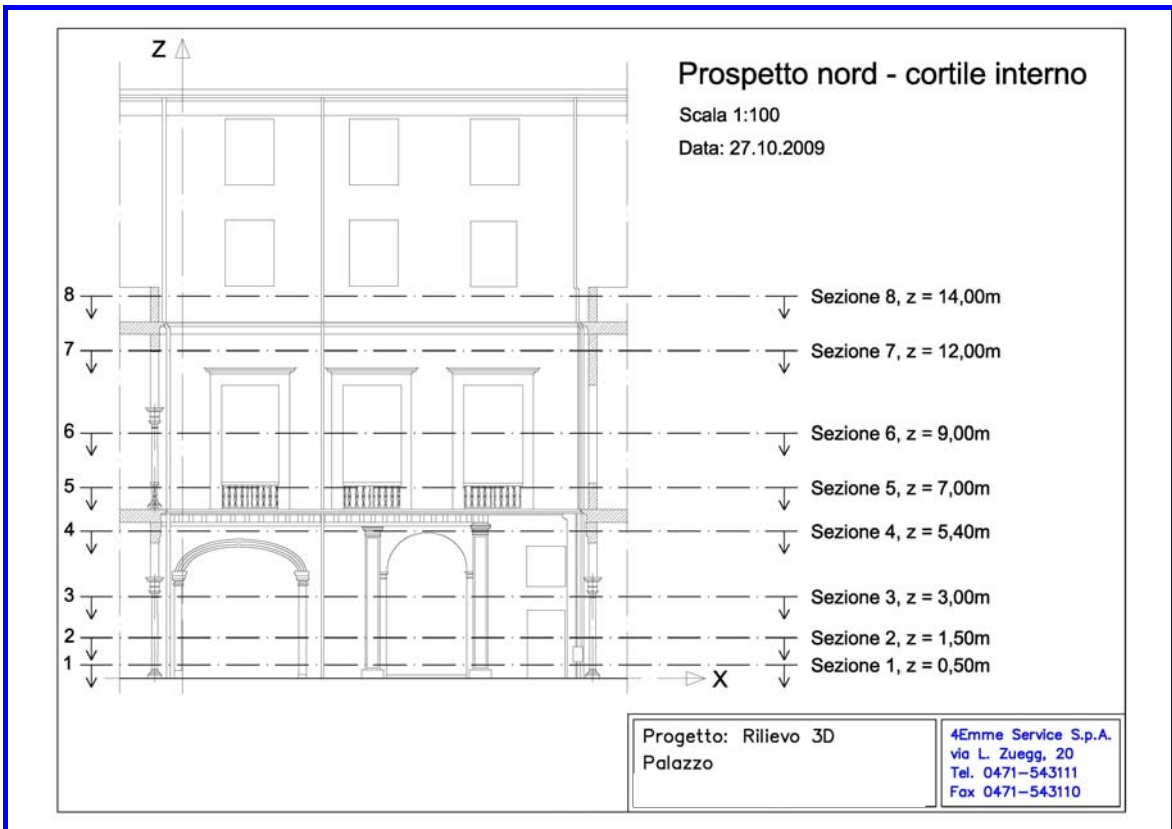 Z
Prospetto nord - cortile interno
Scala 1:100
Data: 27.10.2009
8 Sezione 8, z = 14,00m
7 Sezione 7, z = 12,00m
6 Sezione 6, z = 9,00m
5 Sezione 5, z = 7,00m
4 Sezione 4, z = 5,40m
3 Sezione 3, z = 3,00m
2 Sezione 2, z = 1,50m
1 Sezione 1, z = 0,50m
X
Progetto: Rilievo 3D
Palazzo
4Emme Service S.p.A.
via L. Zuegg, 20
Tel. 0471-543111
Fax 0471-543110